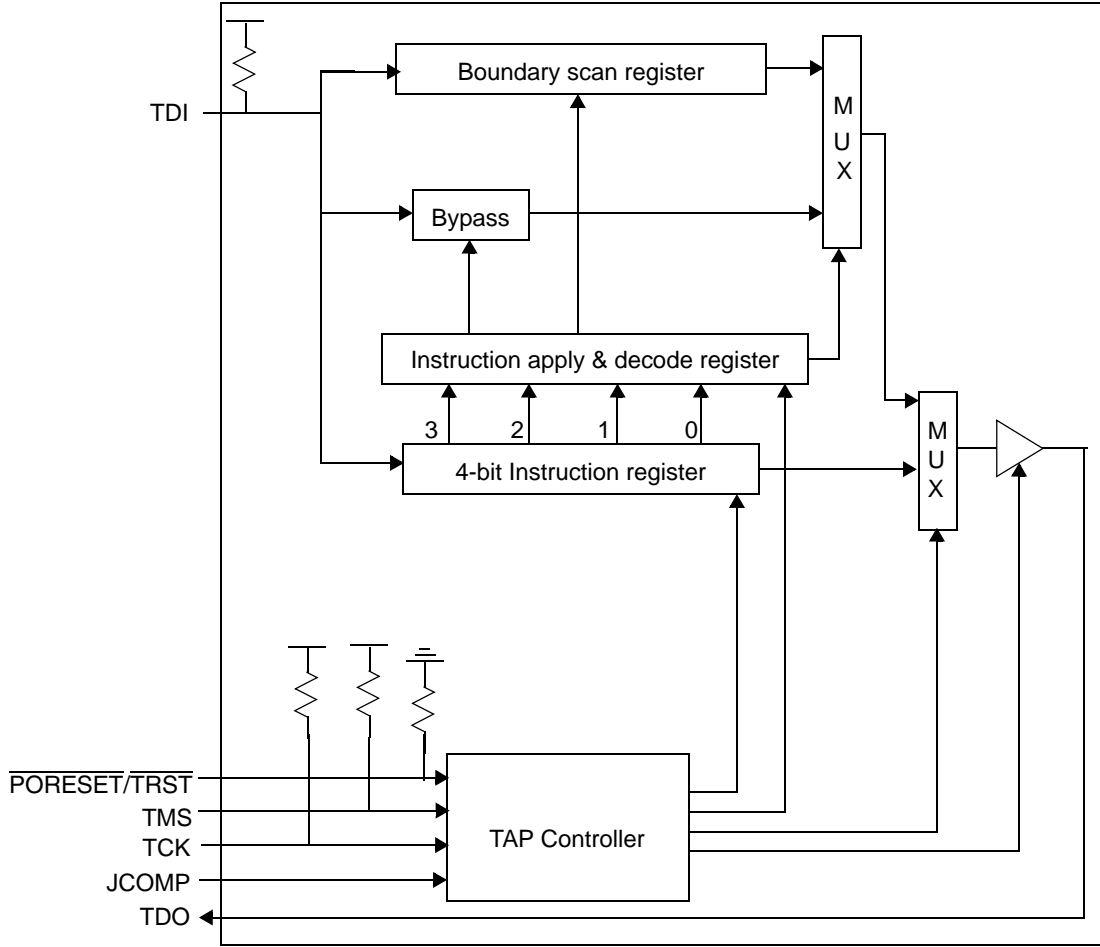 Boundary scan register
M
U
X
TDI
Bypass
Instruction apply & decode register
3 2 1 0
4-bit Instruction register
M
U
X
PORESET/TRST
TMS
TCK
JCOMP
TDO
TAP Controller